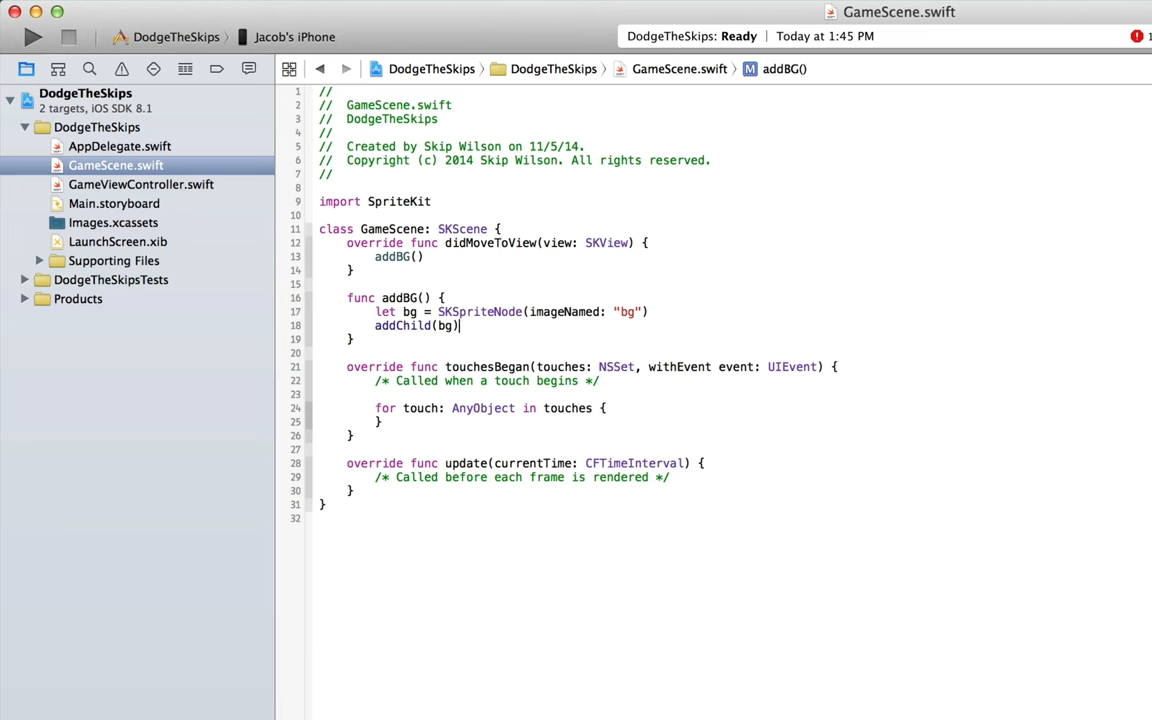 GameScene.swift
DodgeTheSkips Jacob's iPhone DodgeTheSkips: Ready Today at 1:45 PM 1
DodgeTheSkips DodgeTheSkips GameScene.swift M addBG()
DodgeTheSkips
2 targets, iOS SDK 8.1
DodgeTheSkips
AppDelegate.swift
GameScene.swift
GameViewController.swift
Main.storyboard
Images.xcassets
LaunchScreen.xib
Supporting Files
DodgeTheSkipsTests
Products
1 //
2 // GameScene.swift
3 // DodgeTheSkips
4 //
5 // Created by Skip Wilson on 11/5/14.
6 // Copyright (c) 2014 Skip Wilson. All rights reserved.
7 //
8
9 import SpriteKit
10
11 class GameScene: SKScene {
12 override func didMoveToView(view: SKView) {
13 addBG()
14 }
15
16 func addBG() {
17 let bg = SKSpriteNode(imageNamed: "bg")
18 addChild(bg)
19 }
20
21 override func touchesBegan(touches: NSSet, withEvent event: UIEvent) {
22 /* Called when a touch begins */
23
24 for touch: AnyObject in touches {
25 }
26 }
27
28 override func update(currentTime: CFTimeInterval) {
29 /* Called before each frame is rendered */
30 }
31 }
32